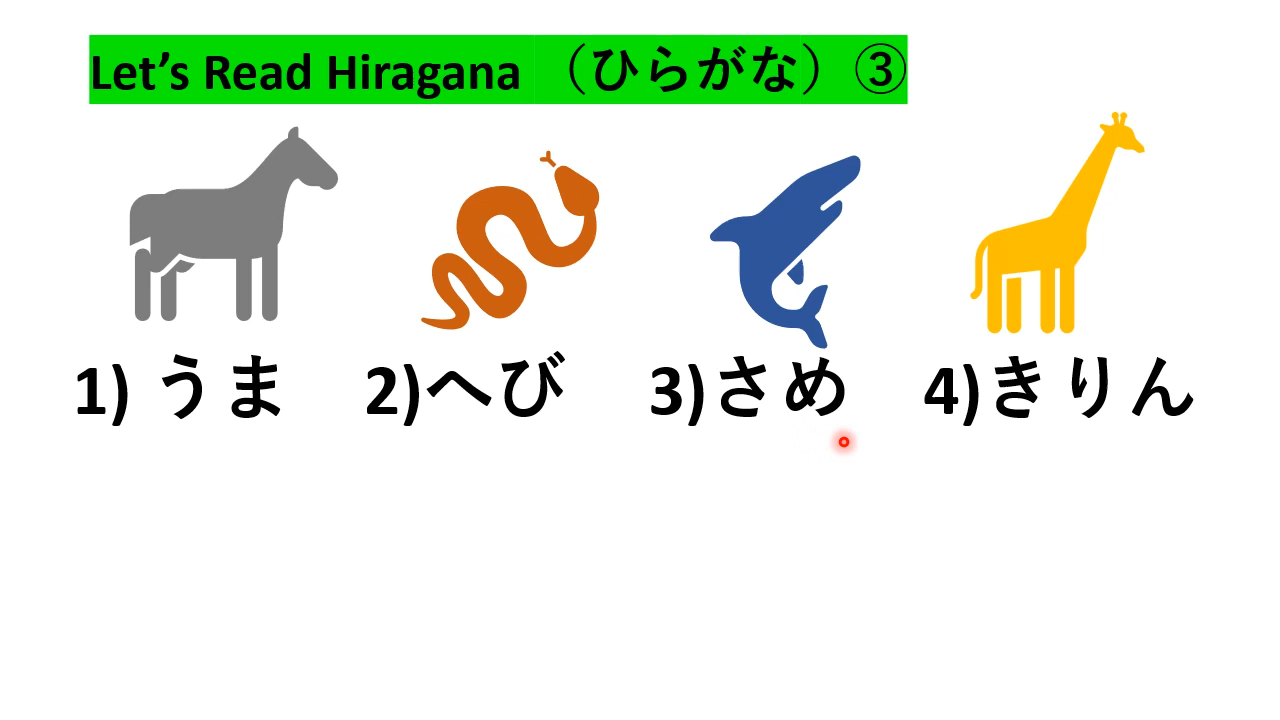 Let's Read Hiragana （ひらがな）③
1) うま 2)へび 3)さめ 4)きりん